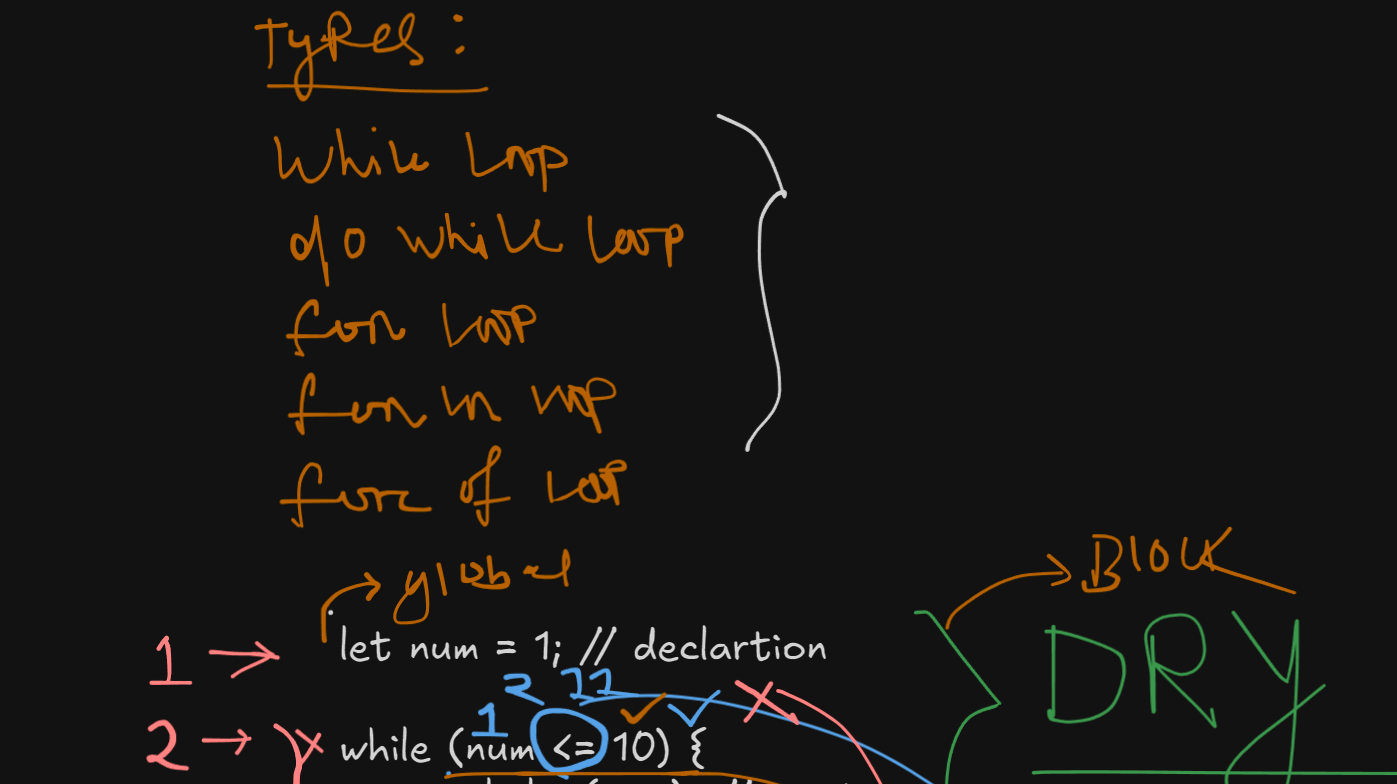 Types:
While Loop
do while Loop
for Loop
for in loop
for of Loop
global
Block
1 let num = 1; // declartion
DRY
2 11
1
2 while (num <= 10) {